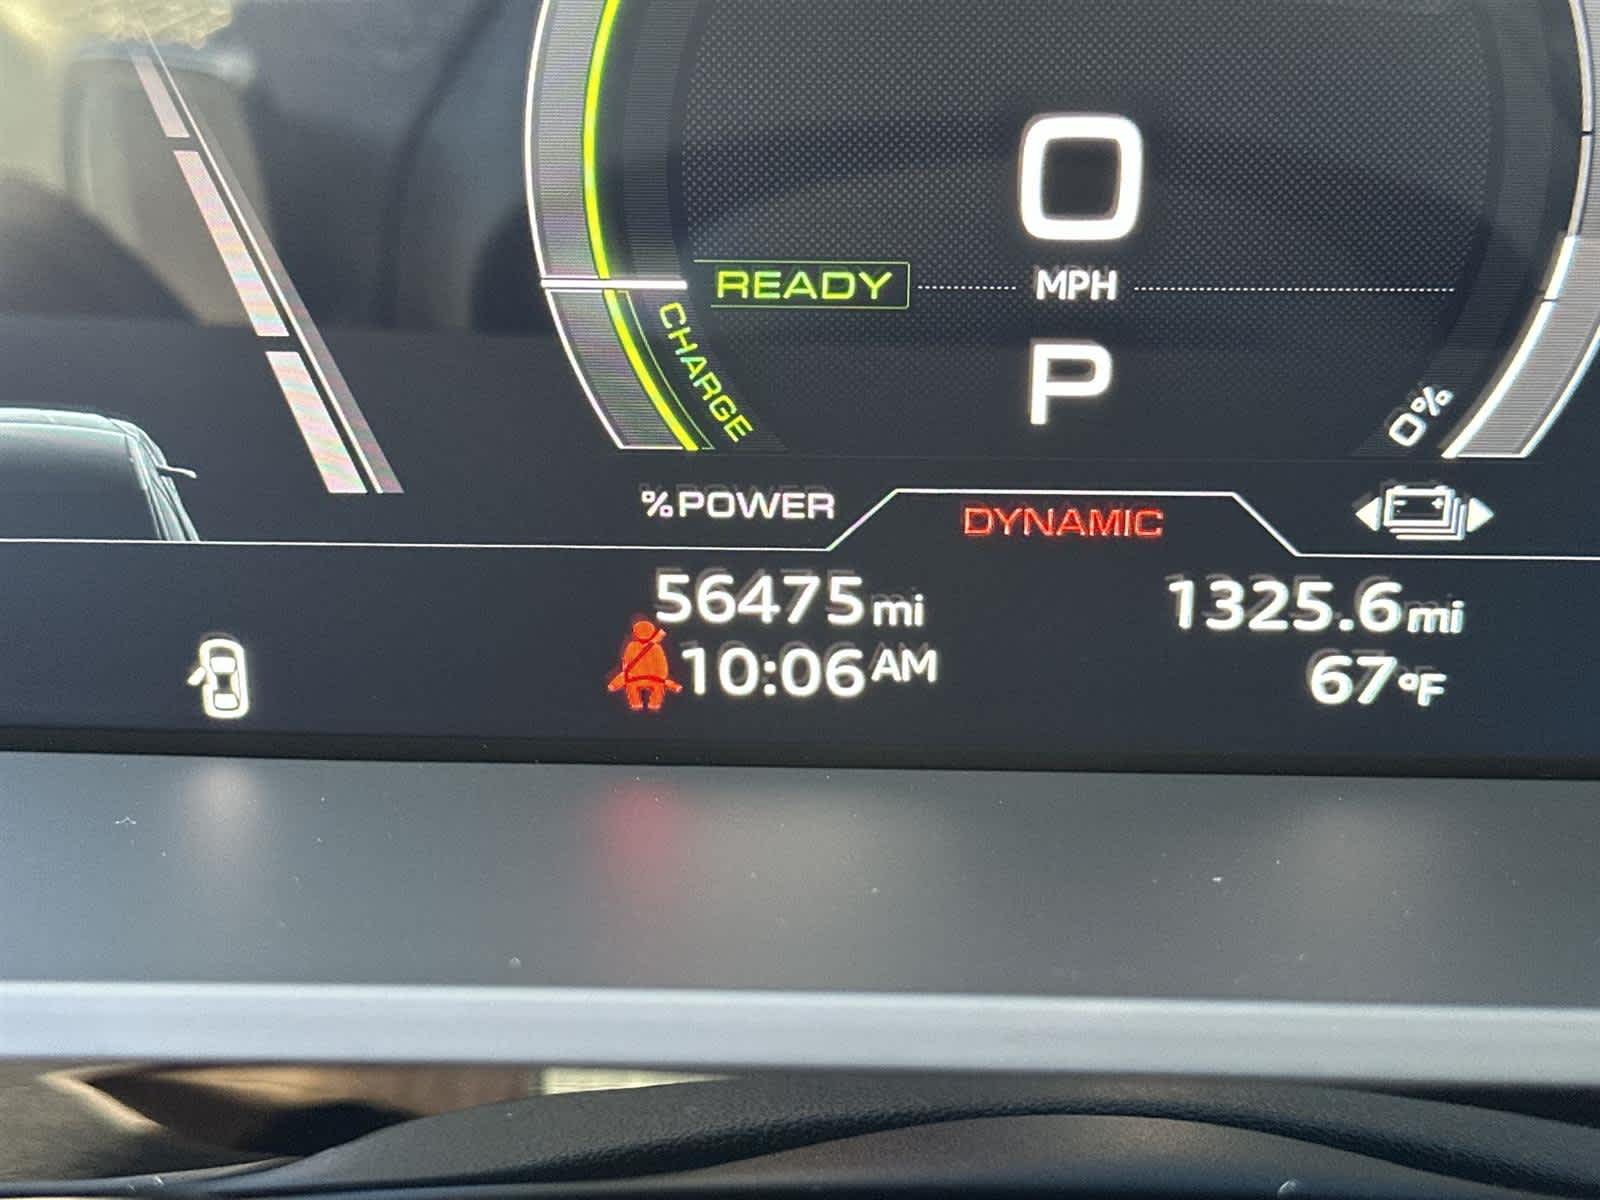 0
READY
MPH
CHARGE
P
0%
%POWER
DYNAMIC
56475mi
1325.6mi
10:06AM
67°F